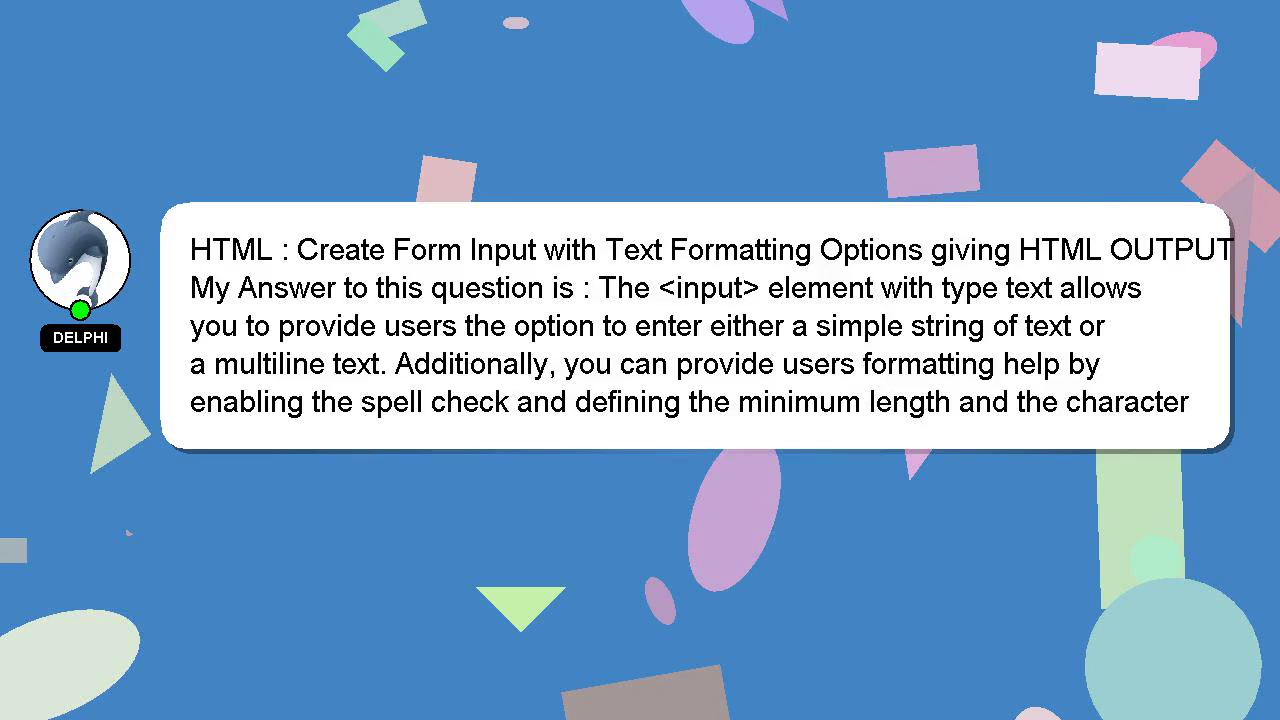 HTML : Create Form Input with Text Formatting Options giving HTML OUTPUT
My Answer to this question is : The <input> element with type text allows
you to provide users the option to enter either a simple string of text or
a multiline text. Additionally, you can provide users formatting help by
enabling the spell check and defining the minimum length and the character
DELPHI